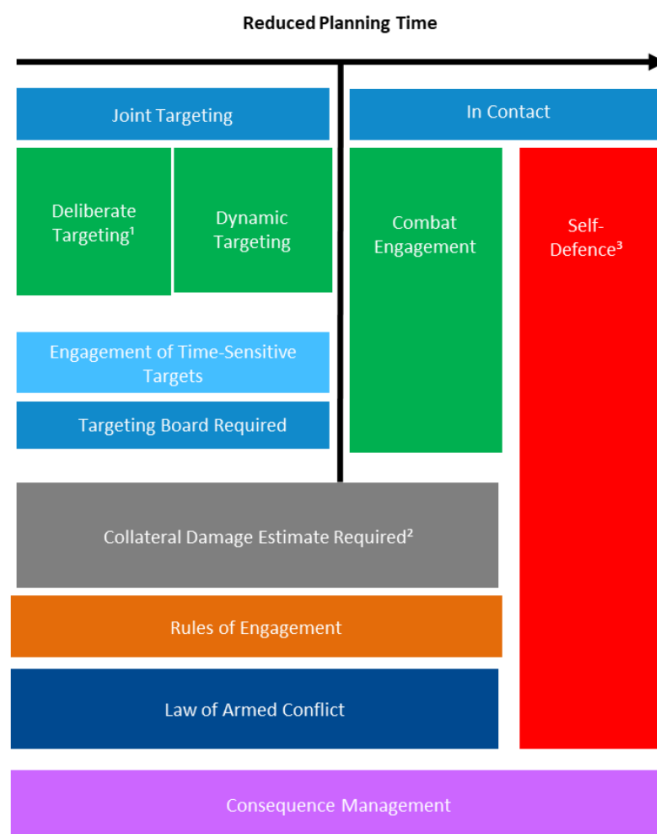 Reduced Planning Time
Joint Targeting
In Contact
Deliberate
Targeting¹
Dynamic
Targeting
Combat
Engagement
Self-
Defence³
Engagement of Time-Sensitive
Targets
Targeting Board Required
Collateral Damage Estimate Required²
Rules of Engagement
Law of Armed Conflict
Consequence Management